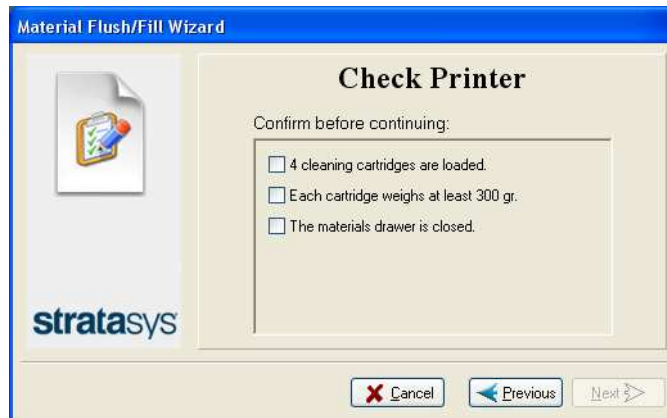 Material Flush/Fill Wizard
Check Printer
Confirm before continuing:
4 cleaning cartridges are loaded.
Each cartridge weighs at least 300 gr.
The materials drawer is closed.
stratasys
Cancel
Previous
Next